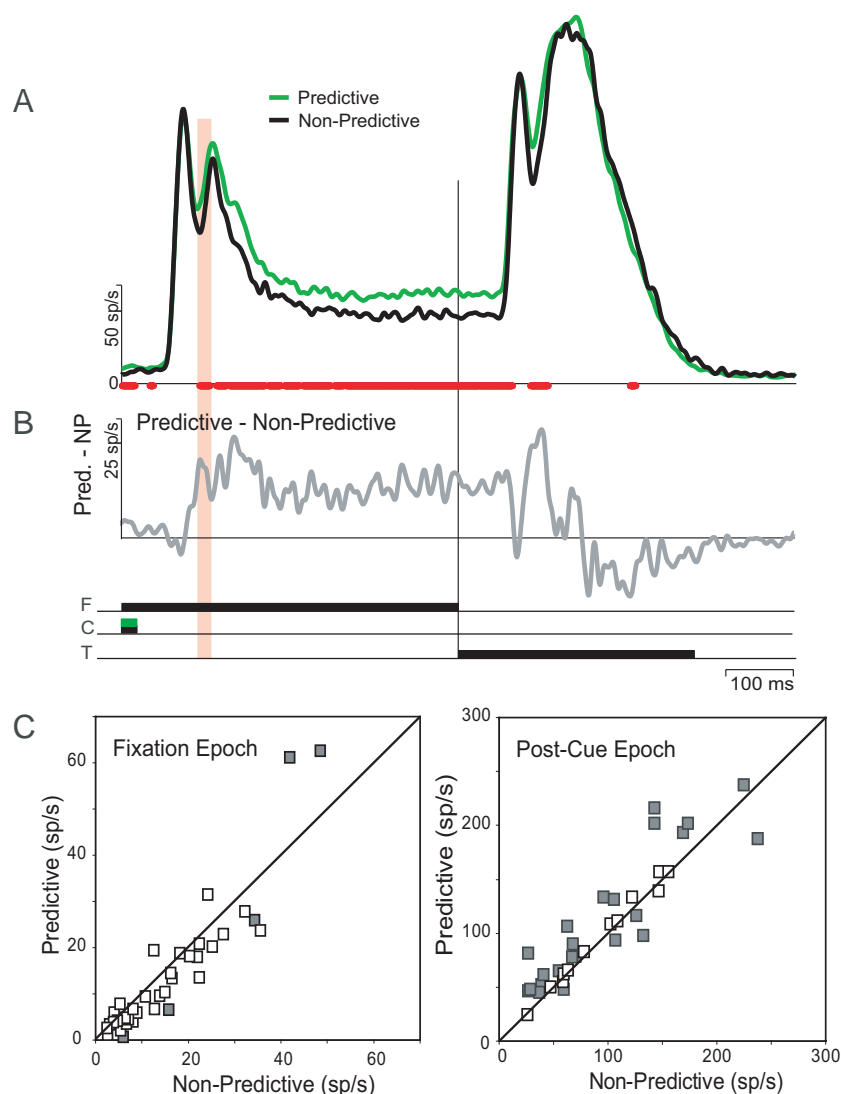 A
Predictive
Non-Predictive
50 sp/s
0
B
Predictive - Non-Predictive
Pred. - NP
25 sp/s
F
C
T
100 ms
C
Fixation Epoch
Predictive (sp/s)
60
40
20
0
0 20 40 60
Non-Predictive (sp/s)
Post-Cue Epoch
Predictive (sp/s)
300
200
100
0
0 100 200 300
Non-Predictive (sp/s)